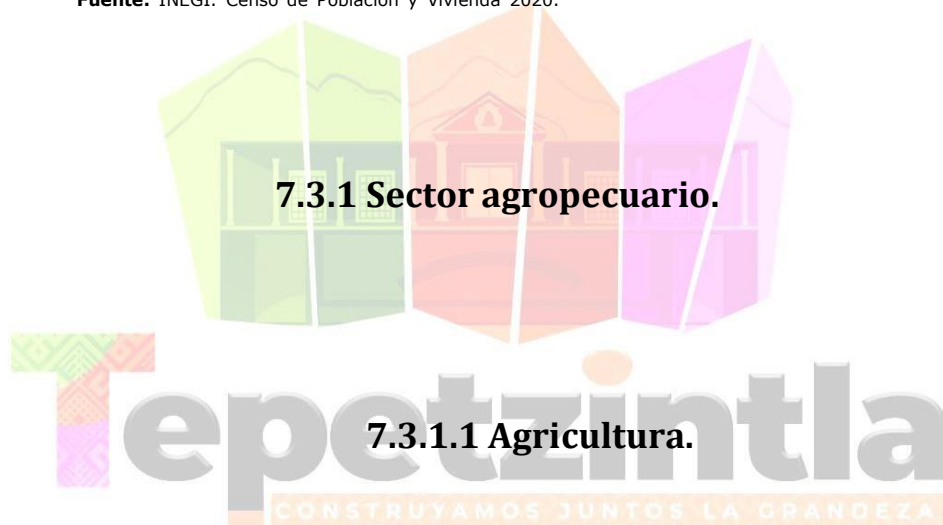 Fuente: INEGI. Censo de Población y Vivienda 2020.
7.3.1 Sector agropecuario.
Tepetzintla
7.3.1.1 Agricultura.
CONSTRUYAMOS JUNTOS LA GRANDEZA